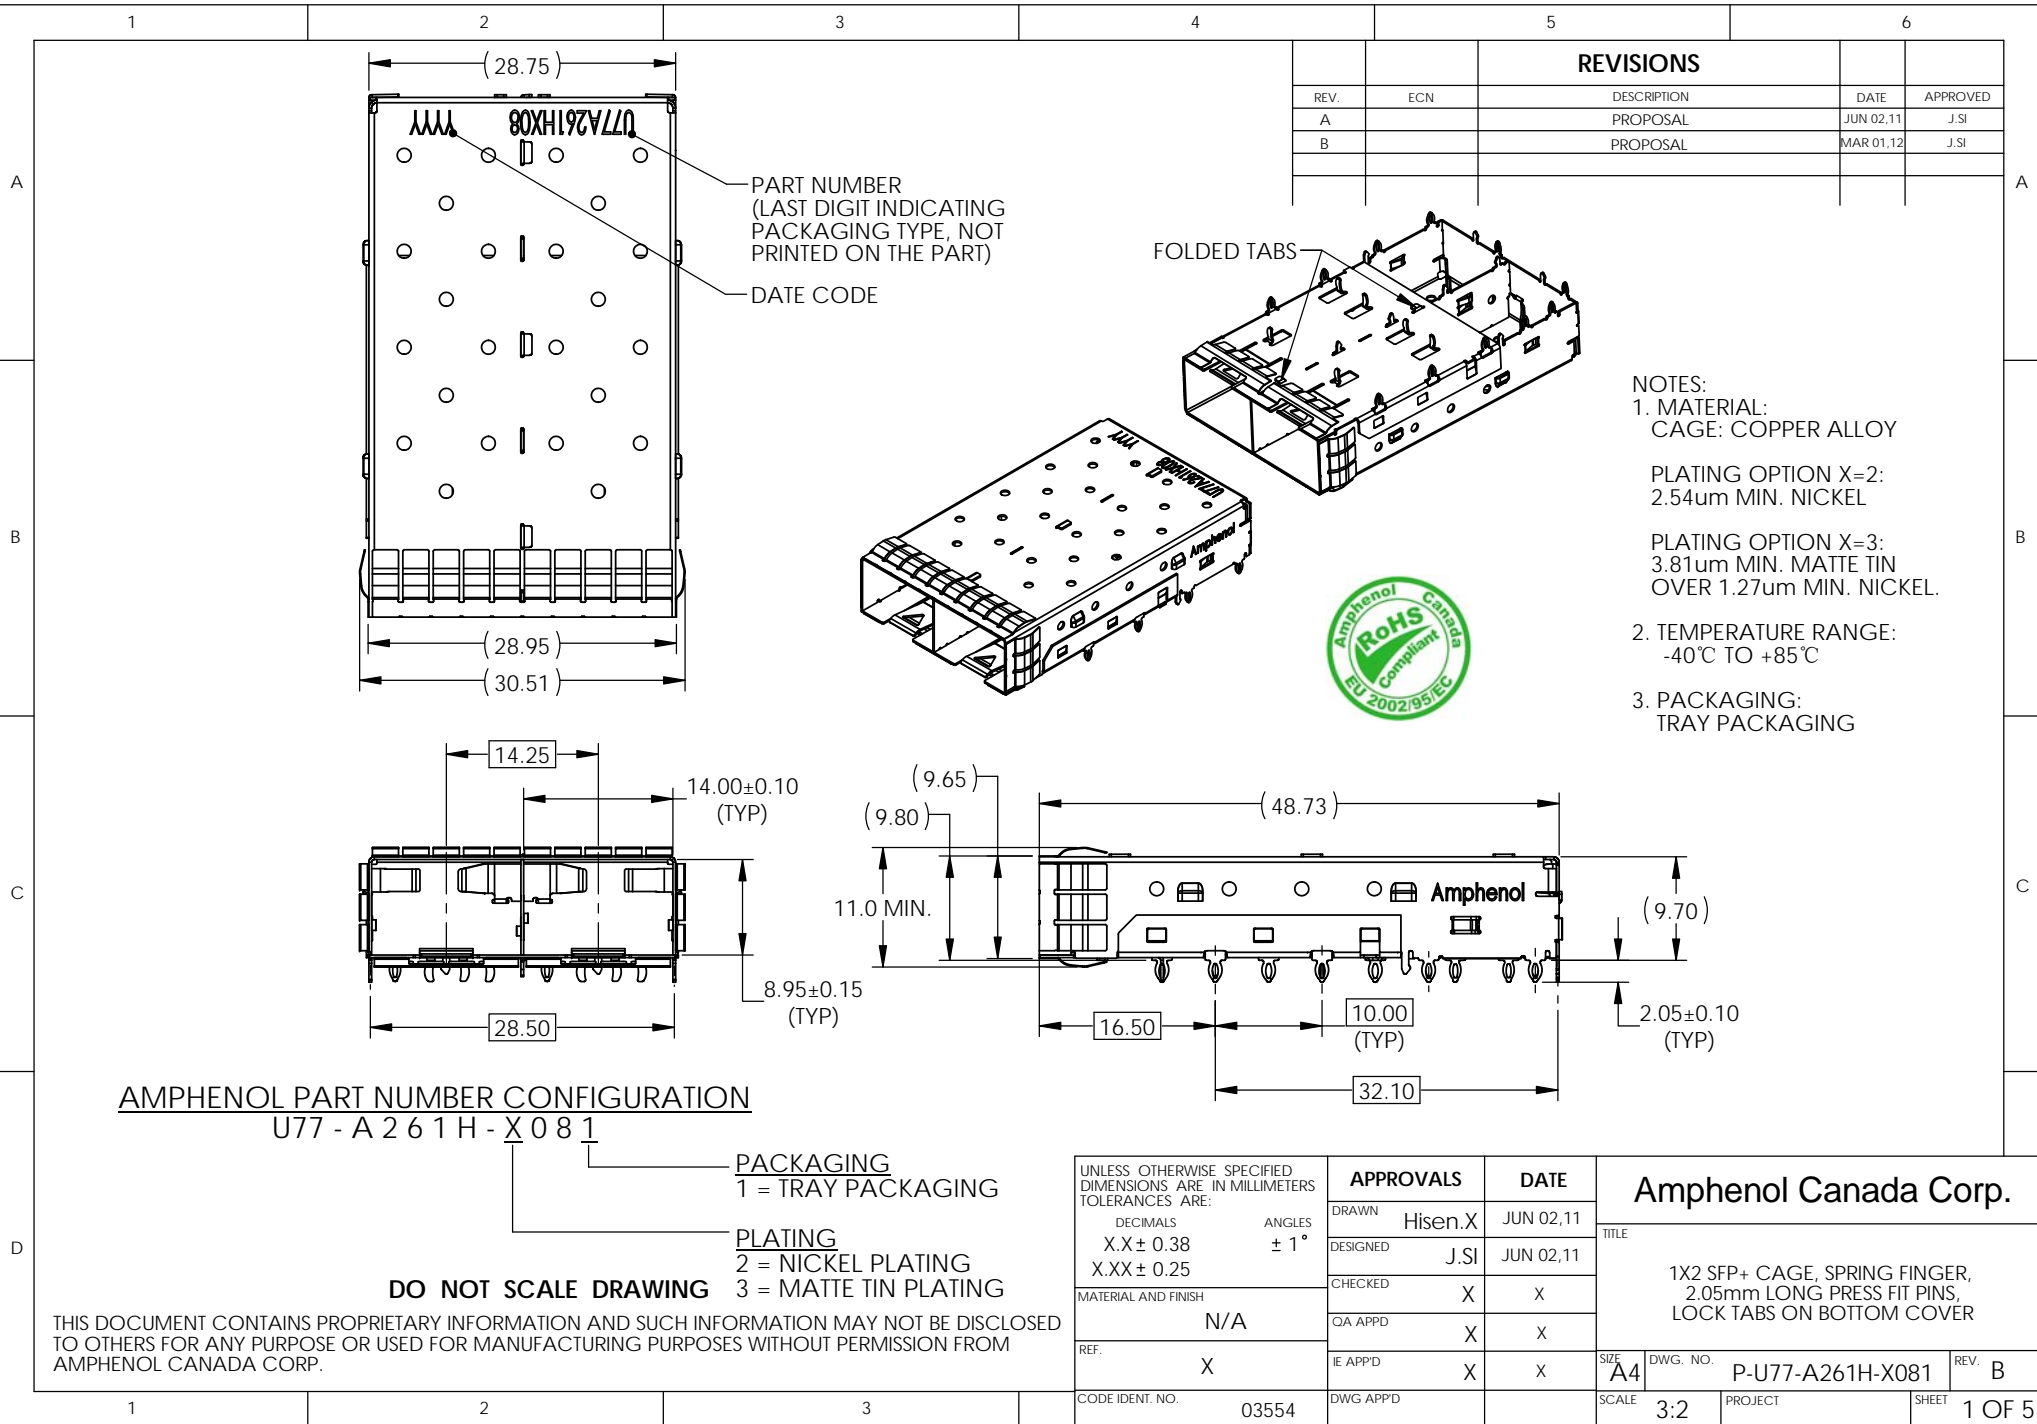 1 2 3 4 5 6
A
B
C
D
A
B
C
REVISIONS
REV. ECN DESCRIPTION DATE APPROVED
A PROPOSAL JUN 02,11 J.SI
B PROPOSAL MAR 01,12 J.SI
(28.75)
YYYY U77A261HX08
PART NUMBER
(LAST DIGIT INDICATING
PACKAGING TYPE, NOT
PRINTED ON THE PART)
DATE CODE
(28.95)
(30.51)
FOLDED TABS
YYYY
U77A261HX08
Amphenol
Amphenol Canada
RoHS
Compliant
EU 2002/95/EC
NOTES:
1. MATERIAL:
CAGE: COPPER ALLOY
PLATING OPTION X=2:
2.54um MIN. NICKEL
PLATING OPTION X=3:
3.81um MIN. MATTE TIN
OVER 1.27um MIN. NICKEL.
2. TEMPERATURE RANGE:
-40℃ TO +85℃
3. PACKAGING:
TRAY PACKAGING
14.25
14.00±0.10
(TYP)
8.95±0.15
(TYP)
28.50
(9.65)
(9.80)
11.0 MIN.
(48.73)
Amphenol
(9.70)
2.05±0.10
(TYP)
16.50
10.00
(TYP)
32.10
AMPHENOL PART NUMBER CONFIGURATION
U77 - A 2 6 1 H - X 0 8 1
PACKAGING
1 = TRAY PACKAGING
PLATING
2 = NICKEL PLATING
3 = MATTE TIN PLATING
DO NOT SCALE DRAWING
THIS DOCUMENT CONTAINS PROPRIETARY INFORMATION AND SUCH INFORMATION MAY NOT BE DISCLOSED
TO OTHERS FOR ANY PURPOSE OR USED FOR MANUFACTURING PURPOSES WITHOUT PERMISSION FROM
AMPHENOL CANADA CORP.
UNLESS OTHERWISE SPECIFIED
DIMENSIONS ARE IN MILLIMETERS
TOLERANCES ARE:
DECIMALS ANGLES
X.X ± 0.38 ± 1°
X.XX ± 0.25
MATERIAL AND FINISH
N/A
REF.
X
CODE IDENT. NO. 03554
APPROVALS DATE
DRAWN Hisen.X JUN 02,11
DESIGNED J.SI JUN 02,11
CHECKED X X
QA APPD X X
IE APP'D X X
DWG APP'D
Amphenol Canada Corp.
TITLE
1X2 SFP+ CAGE, SPRING FINGER,
2.05mm LONG PRESS FIT PINS,
LOCK TABS ON BOTTOM COVER
SIZE A4 DWG. NO. P-U77-A261H-X081 REV. B
SCALE 3:2 PROJECT SHEET 1 OF 5
1 2 3